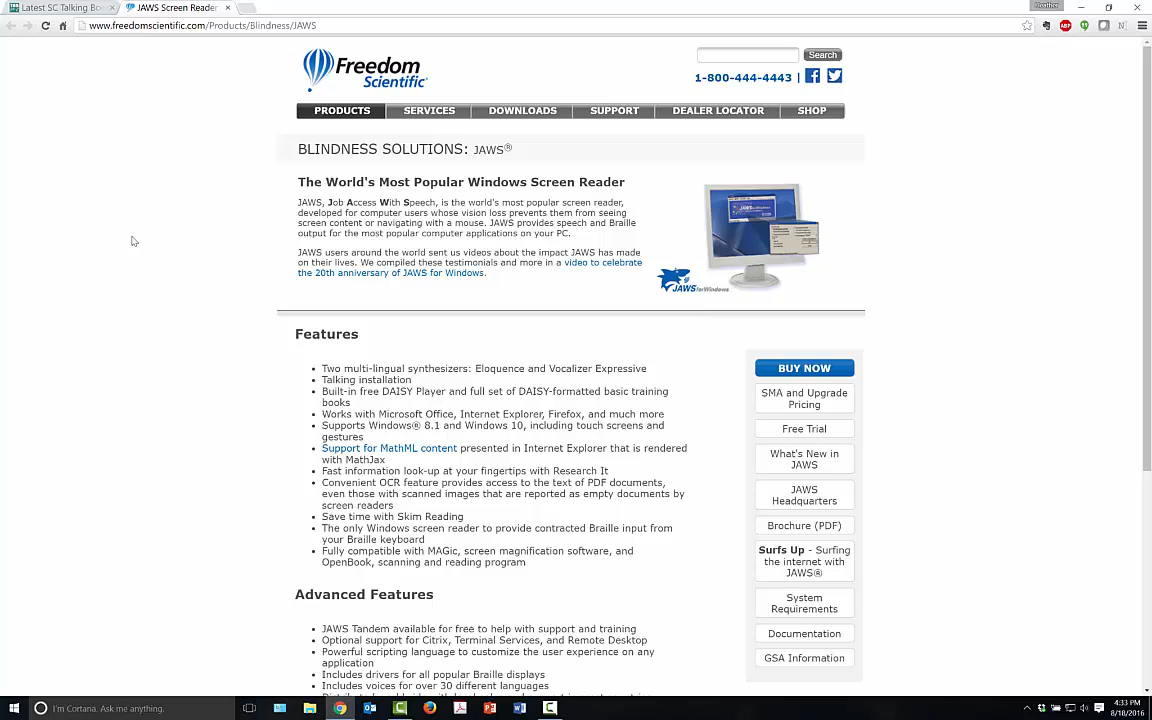 Latest SC Talking Boo
JAWS Screen Reader
Heather
www.freedomscientific.com/Products/Blindness/JAWS
Freedom
Scientific
Search
1-800-444-4443 |
PRODUCTS SERVICES DOWNLOADS SUPPORT DEALER LOCATOR SHOP
BLINDNESS SOLUTIONS: JAWS®
The World's Most Popular Windows Screen Reader
JAWS, Job Access With Speech, is the world's most popular screen reader,
developed for computer users whose vision loss prevents them from seeing
screen content or navigating with a mouse. JAWS provides speech and Braille
output for the most popular computer applications on your PC.
JAWS users around the world sent us videos about the impact JAWS has made
on their lives. We compiled these testimonials and more in a video to celebrate
the 20th anniversary of JAWS for Windows.
JAWS for Windows
Features
Two multi-lingual synthesizers: Eloquence and Vocalizer Expressive
Talking installation
Built-in free DAISY Player and full set of DAISY-formatted basic training
books
Works with Microsoft Office, Internet Explorer, Firefox, and much more
Supports Windows® 8.1 and Windows 10, including touch screens and
gestures
Support for MathML content presented in Internet Explorer that is rendered
with MathJax
Fast information look-up at your fingertips with Research It
Convenient OCR feature provides access to the text of PDF documents,
even those with scanned images that are reported as empty documents by
screen readers
Save time with Skim Reading
The only Windows screen reader to provide contracted Braille input from
your Braille keyboard
Fully compatible with MAGic, screen magnification software, and
OpenBook, scanning and reading program
Advanced Features
JAWS Tandem available for free to help with support and training
Optional support for Citrix, Terminal Services, and Remote Desktop
Powerful scripting language to customize the user experience on any
application
Includes drivers for all popular Braille displays
Includes voices for over 30 different languages
BUY NOW
SMA and Upgrade
Pricing
Free Trial
What's New in
JAWS
JAWS
Headquarters
Brochure (PDF)
Surfs Up - Surfing
the internet with
JAWS®
System
Requirements
Documentation
GSA Information
I'm Cortana. Ask me anything.
4:33 PM
8/18/2016